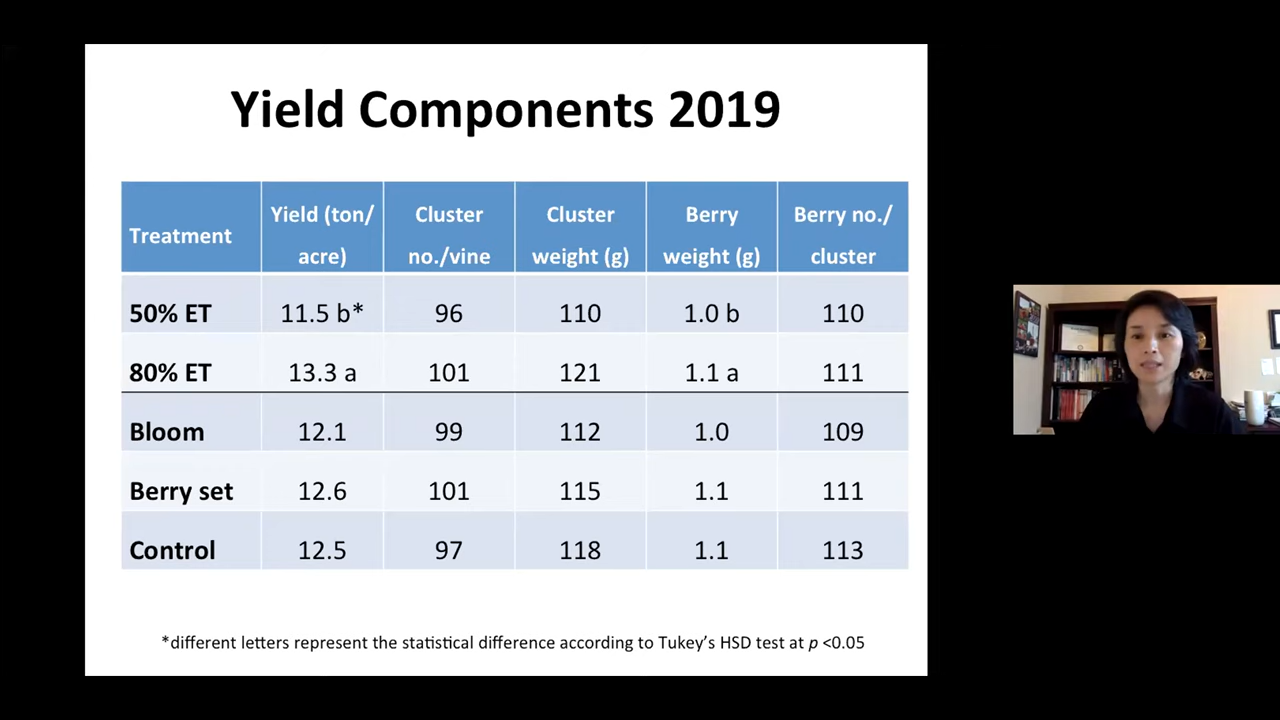 Yield Components 2019
Treatment
Yield (ton/
acre)
Cluster
no./vine
Cluster
weight (g)
Berry
weight (g)
Berry no./
cluster
50% ET 11.5 b* 96 110 1.0 b 110
80% ET 13.3 a 101 121 1.1 a 111
Bloom 12.1 99 112 1.0 109
Berry set 12.6 101 115 1.1 111
Control 12.5 97 118 1.1 113
*different letters represent the statistical difference according to Tukey’s HSD test at p <0.05